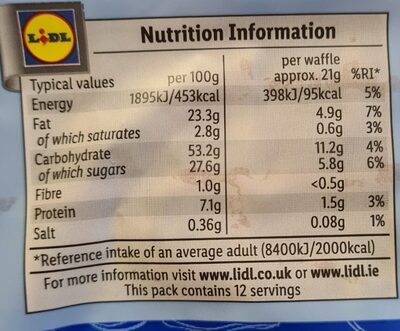 LIDL
Nutrition Information
Typical values per 100g per waffle approx. 21g %RI*
Energy 1895kJ/453kcal 398kJ/95kcal 5%
Fat 23.3g 4.9g 7%
of which saturates 2.8g 0.6g 3%
Carbohydrate 53.2g 11.2g 4%
of which sugars 27.6g 5.8g 6%
Fibre 1.0g <0.5g
Protein 7.1g 1.5g 3%
Salt 0.36g 0.08g 1%
*Reference intake of an average adult (8400kJ/2000kcal)
For more information visit www.lidl.co.uk or www.lidl.ie
This pack contains 12 servings